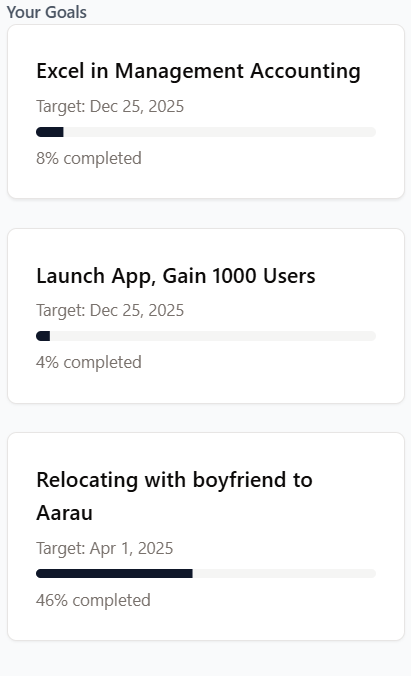 Your Goals
Excel in Management Accounting
Target: Dec 25, 2025
8% completed
Launch App, Gain 1000 Users
Target: Dec 25, 2025
4% completed
Relocating with boyfriend to
Aarau
Target: Apr 1, 2025
46% completed